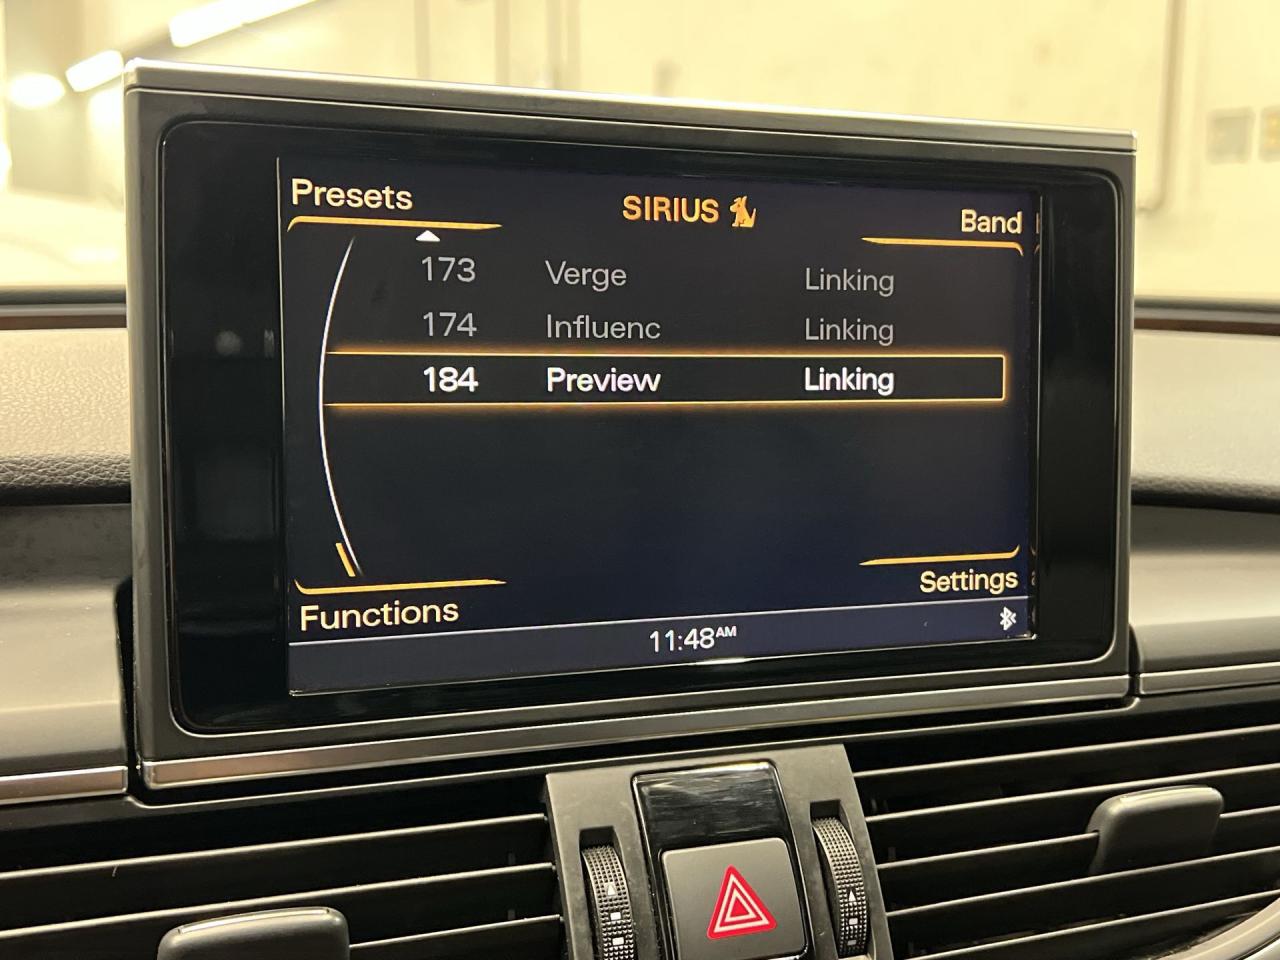 Presets
SIRIUS
Band
173 Verge Linking
174 Influenc Linking
184 Preview Linking
Settings
Functions
11:48AM